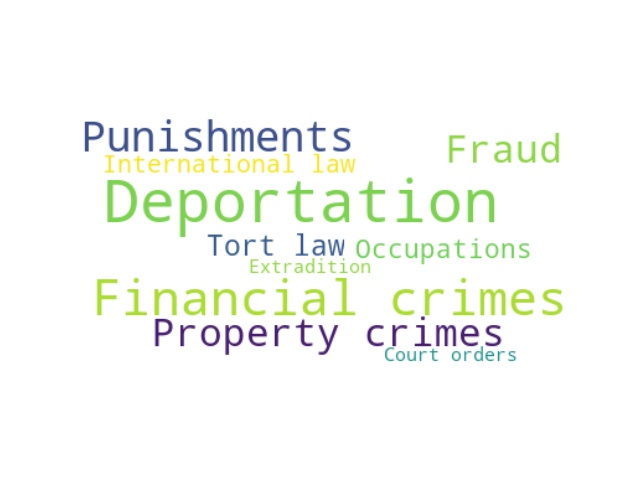 Punishments
Fraud
International law
Deportation
Tort law
Occupations
Extradition
Financial crimes
Property crimes
Court orders